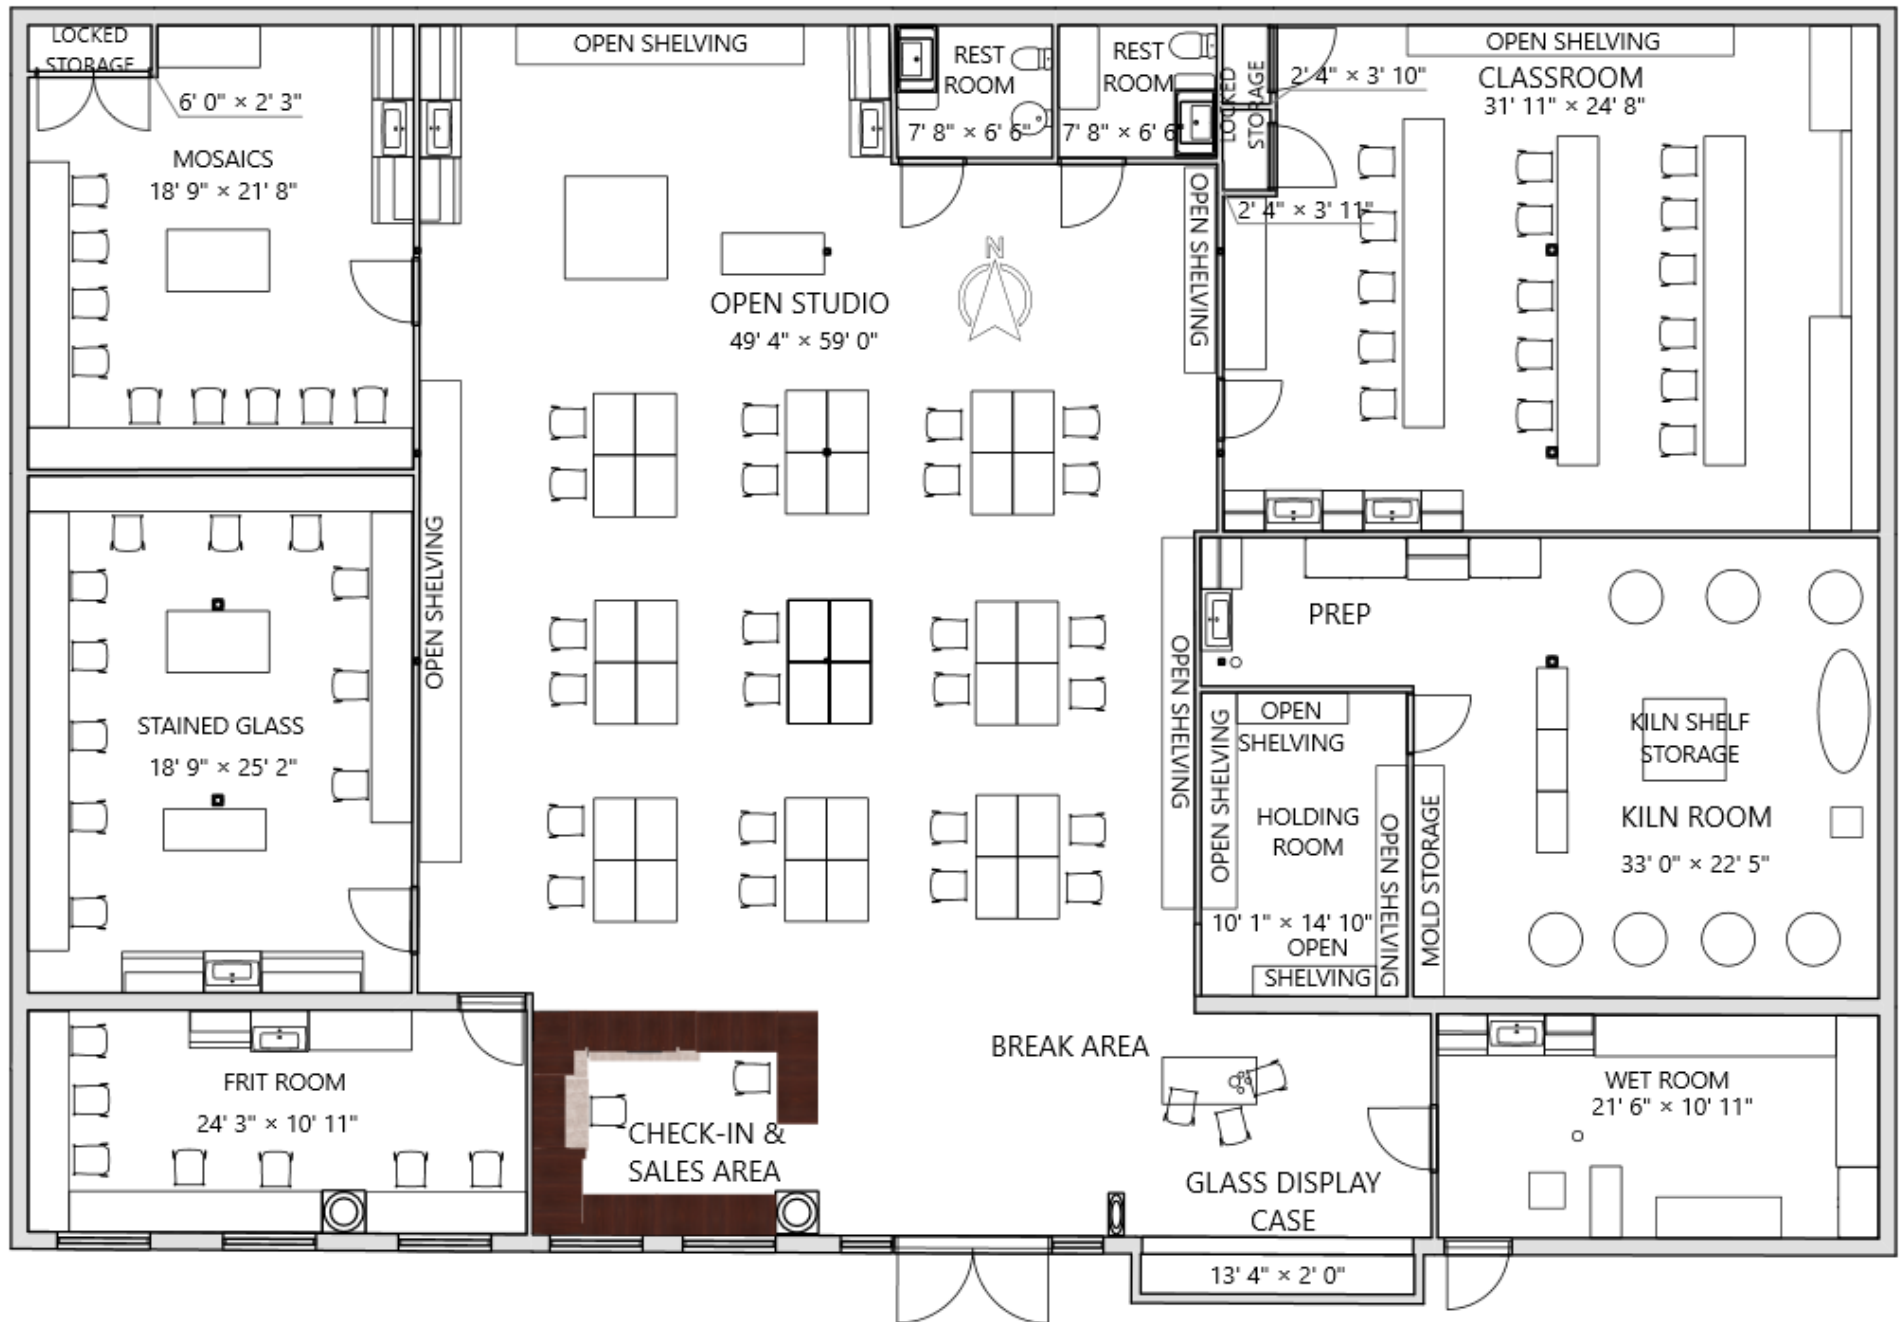 LOCKED
STORAGE
6' 0" × 2' 3"
MOSAICS
18' 9" × 21' 8"
OPEN SHELVING
REST
ROOM
7' 8" × 6' 6"
REST
ROOM
7' 8" × 6' 6"
LOCKED
STORAGE
2' 4" × 3' 10"
2' 4" × 3' 11"
OPEN SHELVING
CLASSROOM
31' 11" × 24' 8"
OPEN SHELVING
N
OPEN STUDIO
49' 4" × 59' 0"
OPEN SHELVING
STAINED GLASS
18' 9" × 25' 2"
OPEN SHELVING
PREP
OPEN
SHELVING
OPEN SHELVING
HOLDING
ROOM
10' 1" × 14' 10"
OPEN
SHELVING
OPEN SHELVING
MOLD STORAGE
KILN SHELF
STORAGE
KILN ROOM
33' 0" × 22' 5"
FRIT ROOM
24' 3" × 10' 11"
CHECK-IN &
SALES AREA
BREAK AREA
GLASS DISPLAY
CASE
13' 4" × 2' 0"
WET ROOM
21' 6" × 10' 11"